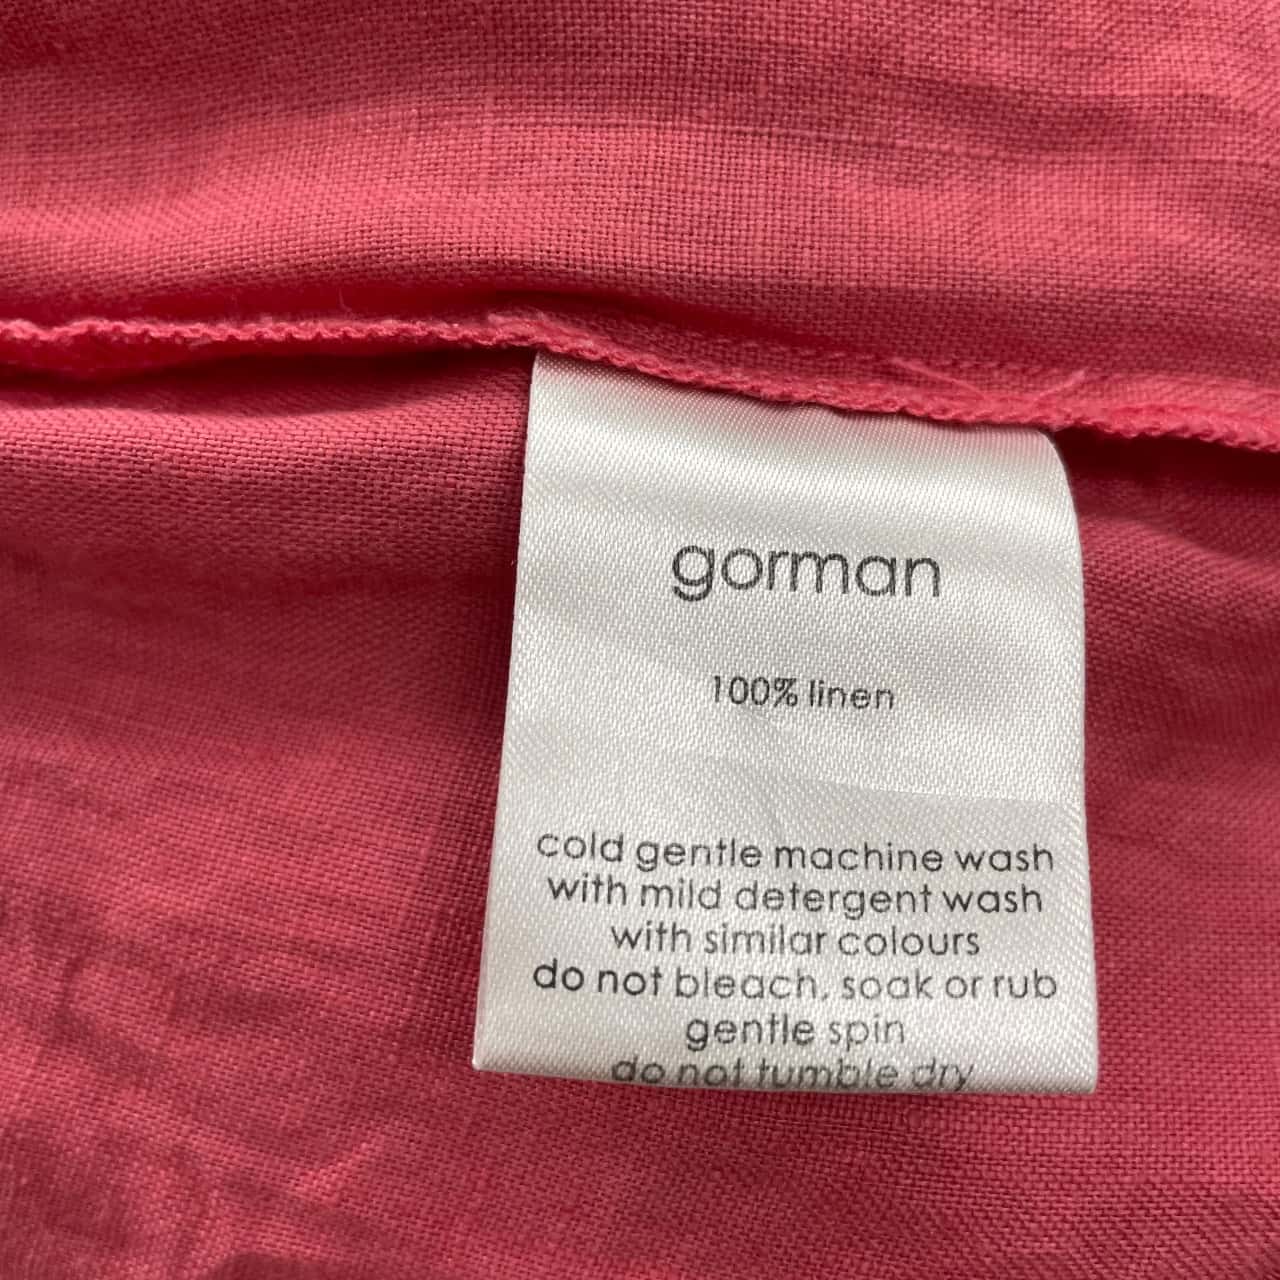 gorman
100% linen
cold gentle machine wash
with mild detergent wash
with similar colours
do not bleach, soak or rub
gentle spin
do not tumble dry